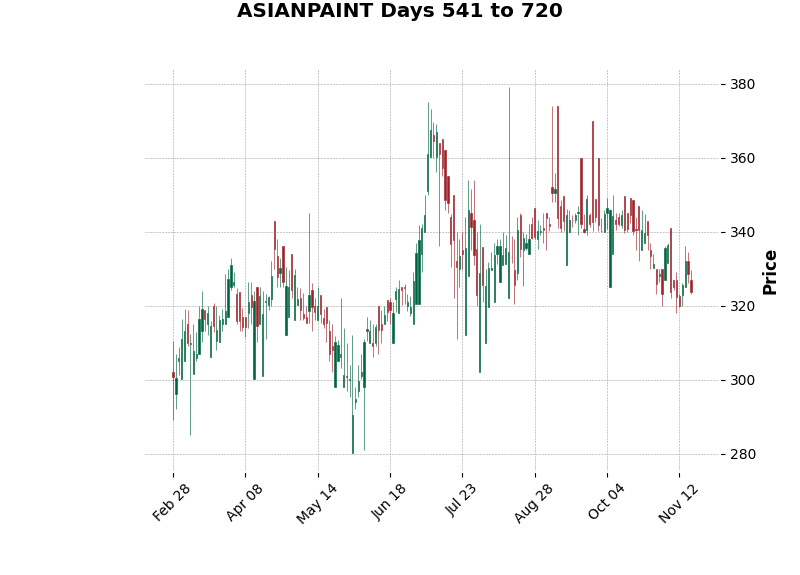 ASIANPAINT Days 541 to 720
380
360
340
320
300
280
Price
Feb 28
Apr 08
May 14
Jun 18
Jul 23
Aug 28
Oct 04
Nov 12